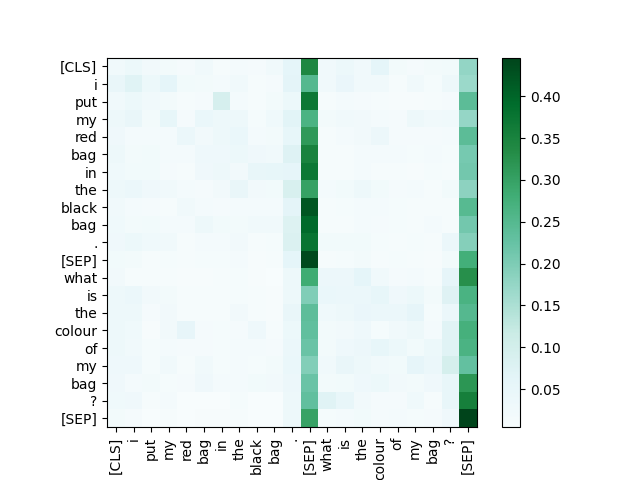 [CLS]
i
put
my
red
bag
in
the
black
bag
.
[SEP]
what
is
the
colour
of
my
bag
?
[SEP]
[CLS]
i
put
my
red
bag
in
the
black
bag
.
[SEP]
what
is
the
colour
of
my
bag
?
[SEP]
0.40
0.35
0.30
0.25
0.20
0.15
0.10
0.05